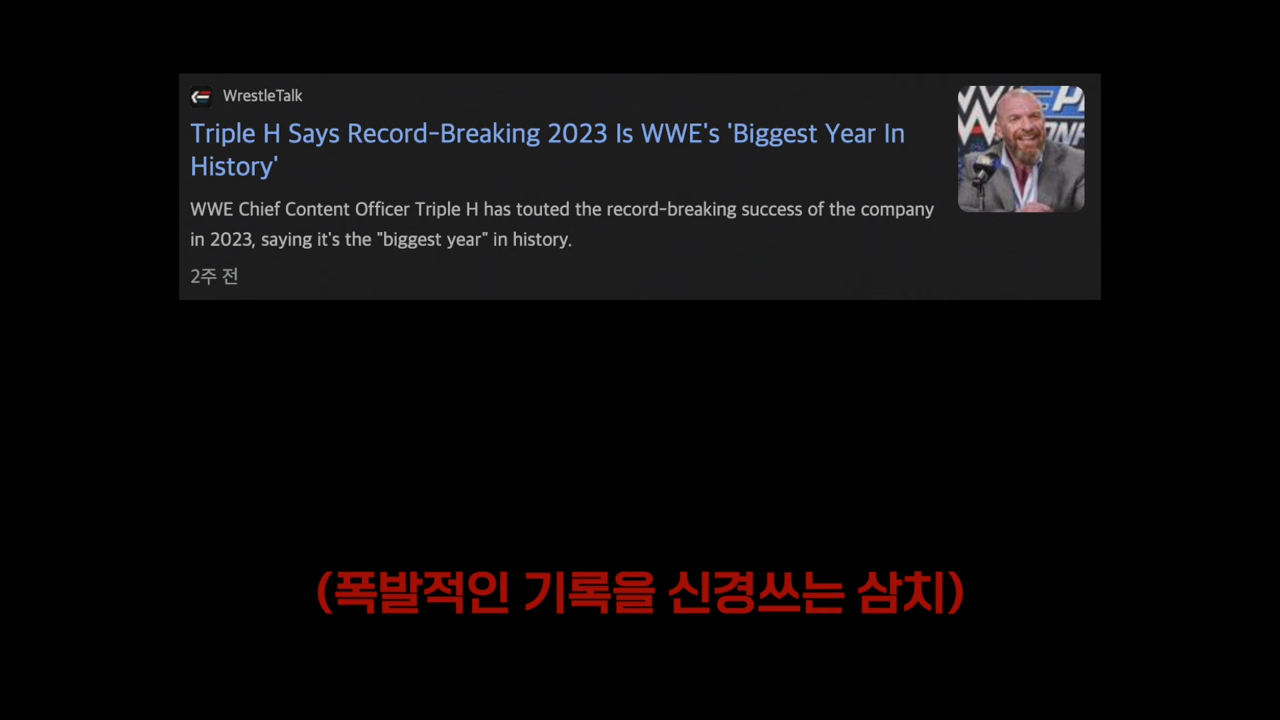 WrestleTalk
Triple H Says Record-Breaking 2023 Is WWE's 'Biggest Year In
History'
WWE Chief Content Officer Triple H has touted the record-breaking success of the company
in 2023, saying it's the "biggest year" in history.
2주 전
(폭발적인 기록을 신경쓰는 삼치)